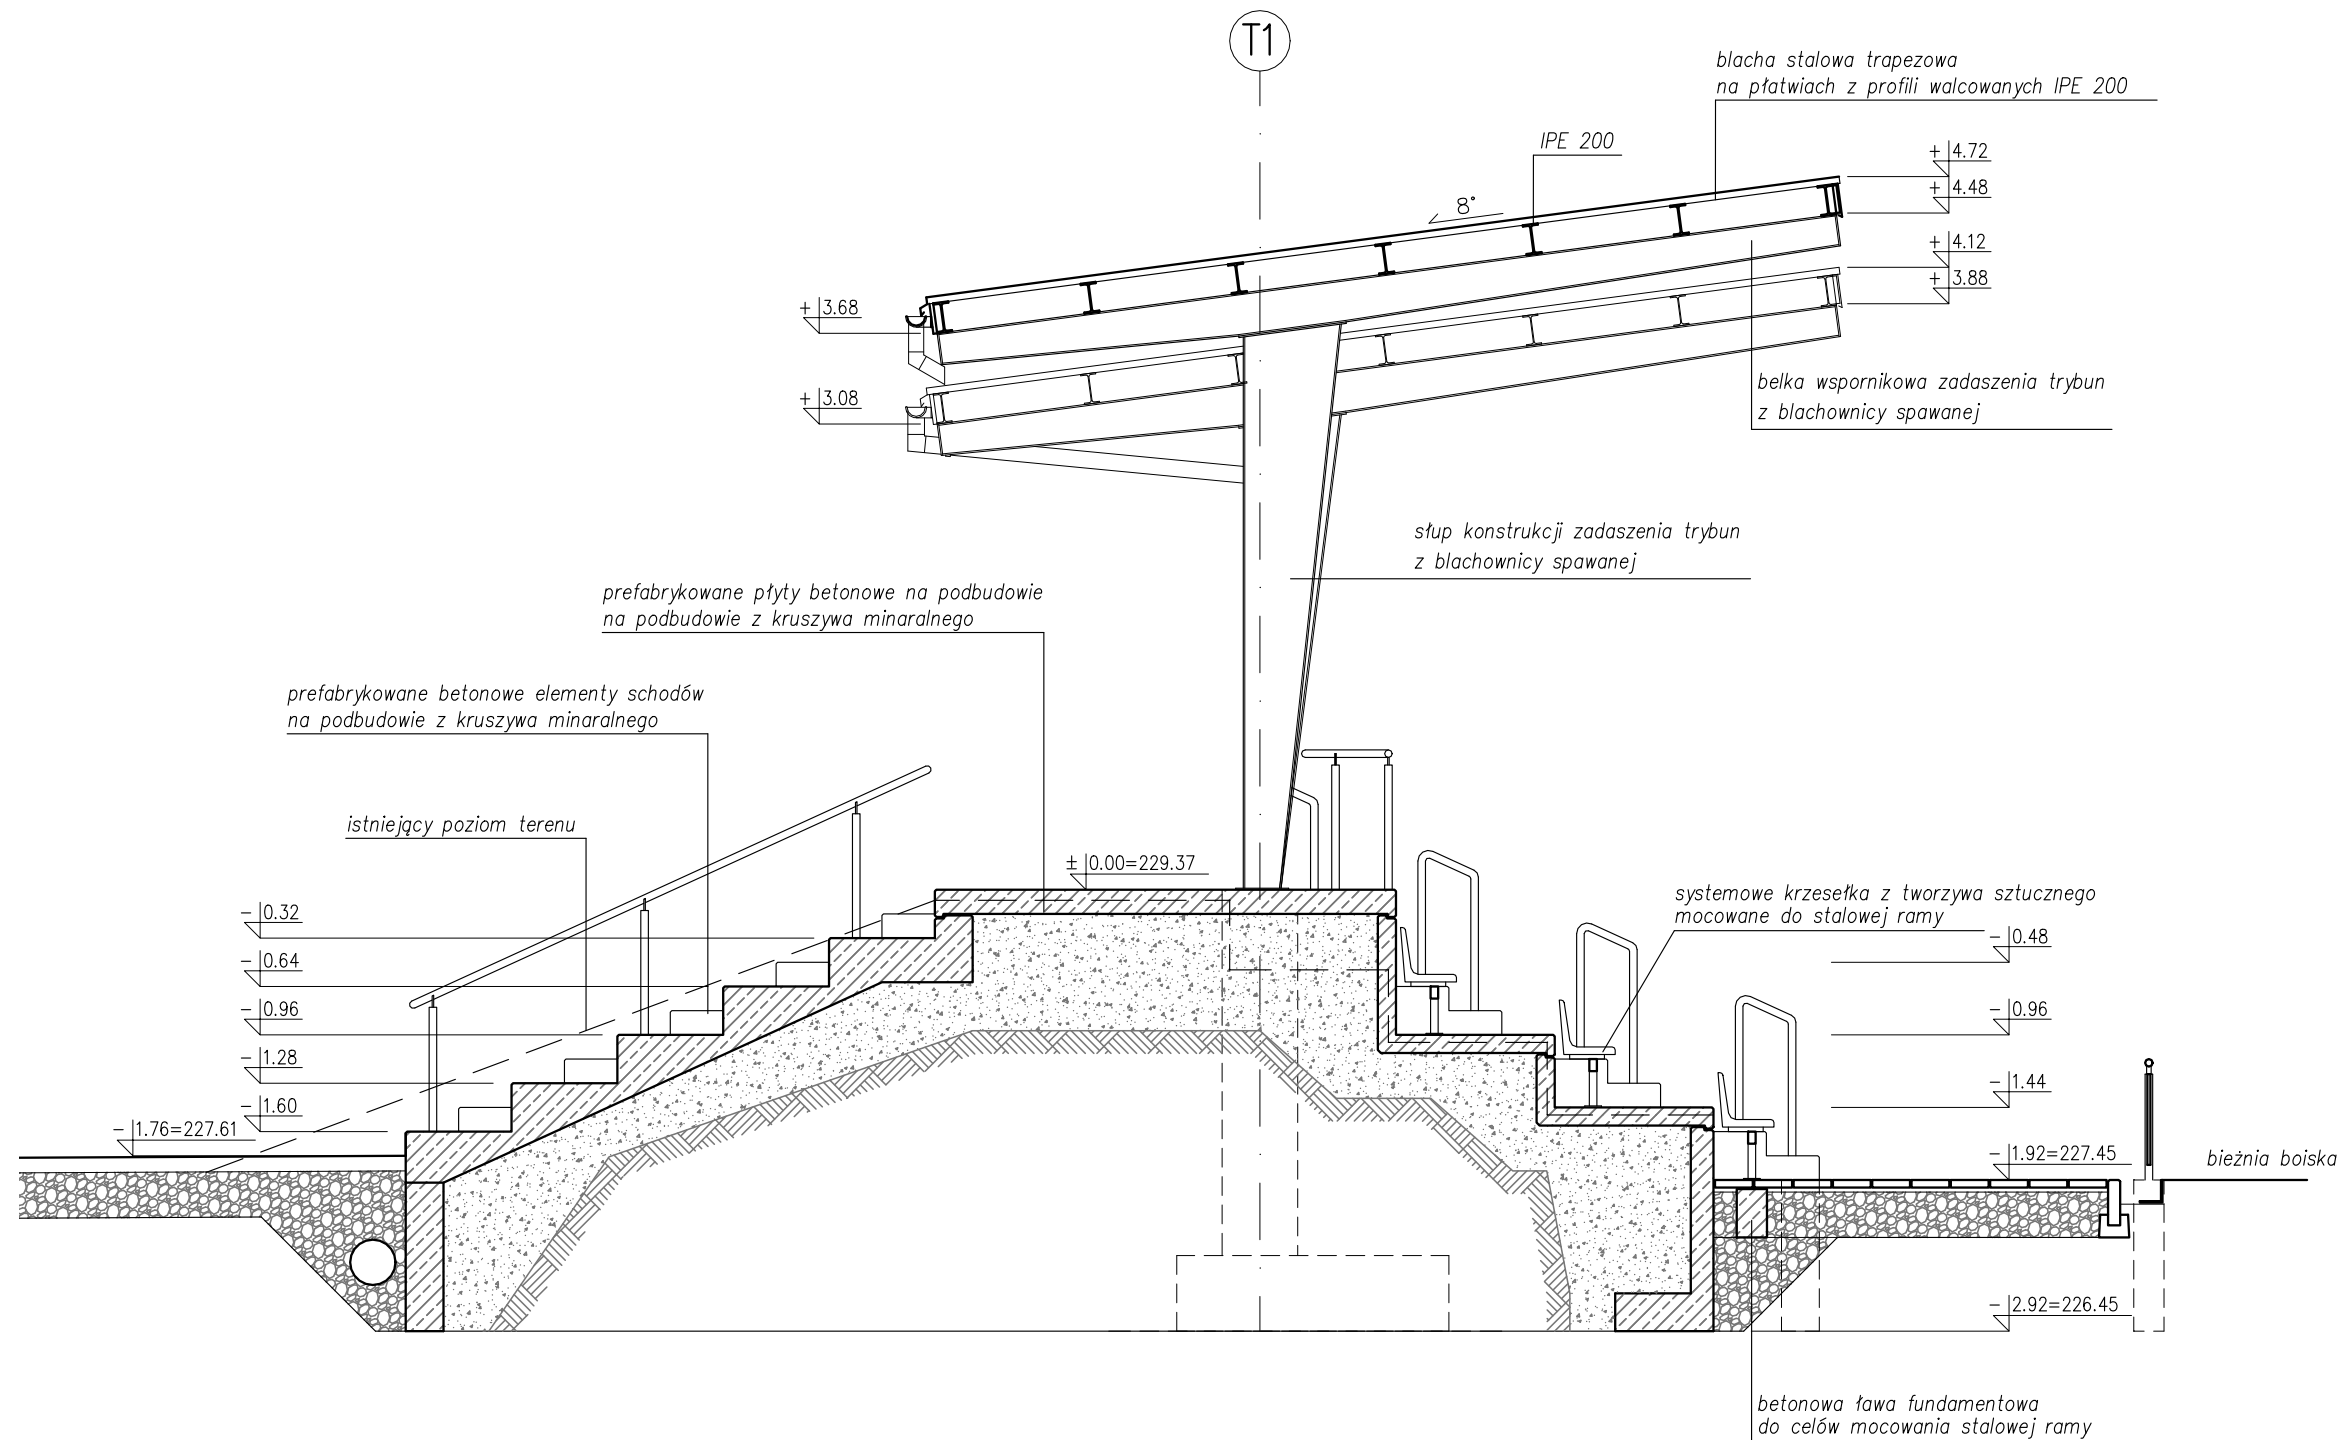 T1
blacha stalowa trapezowa
na płatwiach z profili walcowanych IPE 200
IPE 200
8°
+ 4.72
+ 4.48
+ 4.12
+ 3.88
+ 3.68
+ 3.08
belka wspornikowa zadaszenia trybun
z blachownicy spawanej
słup konstrukcji zadaszenia trybun
z blachownicy spawanej
prefabrykowane płyty betonowe na podbudowie
na podbudowie z kruszywa minaralnego
prefabrykowane betonowe elementy schodów
na podbudowie z kruszywa minaralnego
istniejący poziom terenu
± 0.00=229.37
systemowe krzesełka z tworzywa sztucznego
mocowane do stalowej ramy
- 0.32
- 0.64
- 0.96
- 1.28
- 1.60
- 1.76=227.61
- 0.48
- 0.96
- 1.44
- 1.92=227.45
bieżnia boiska
- 2.92=226.45
betonowa ława fundamentowa
do celów mocowania stalowej ramy